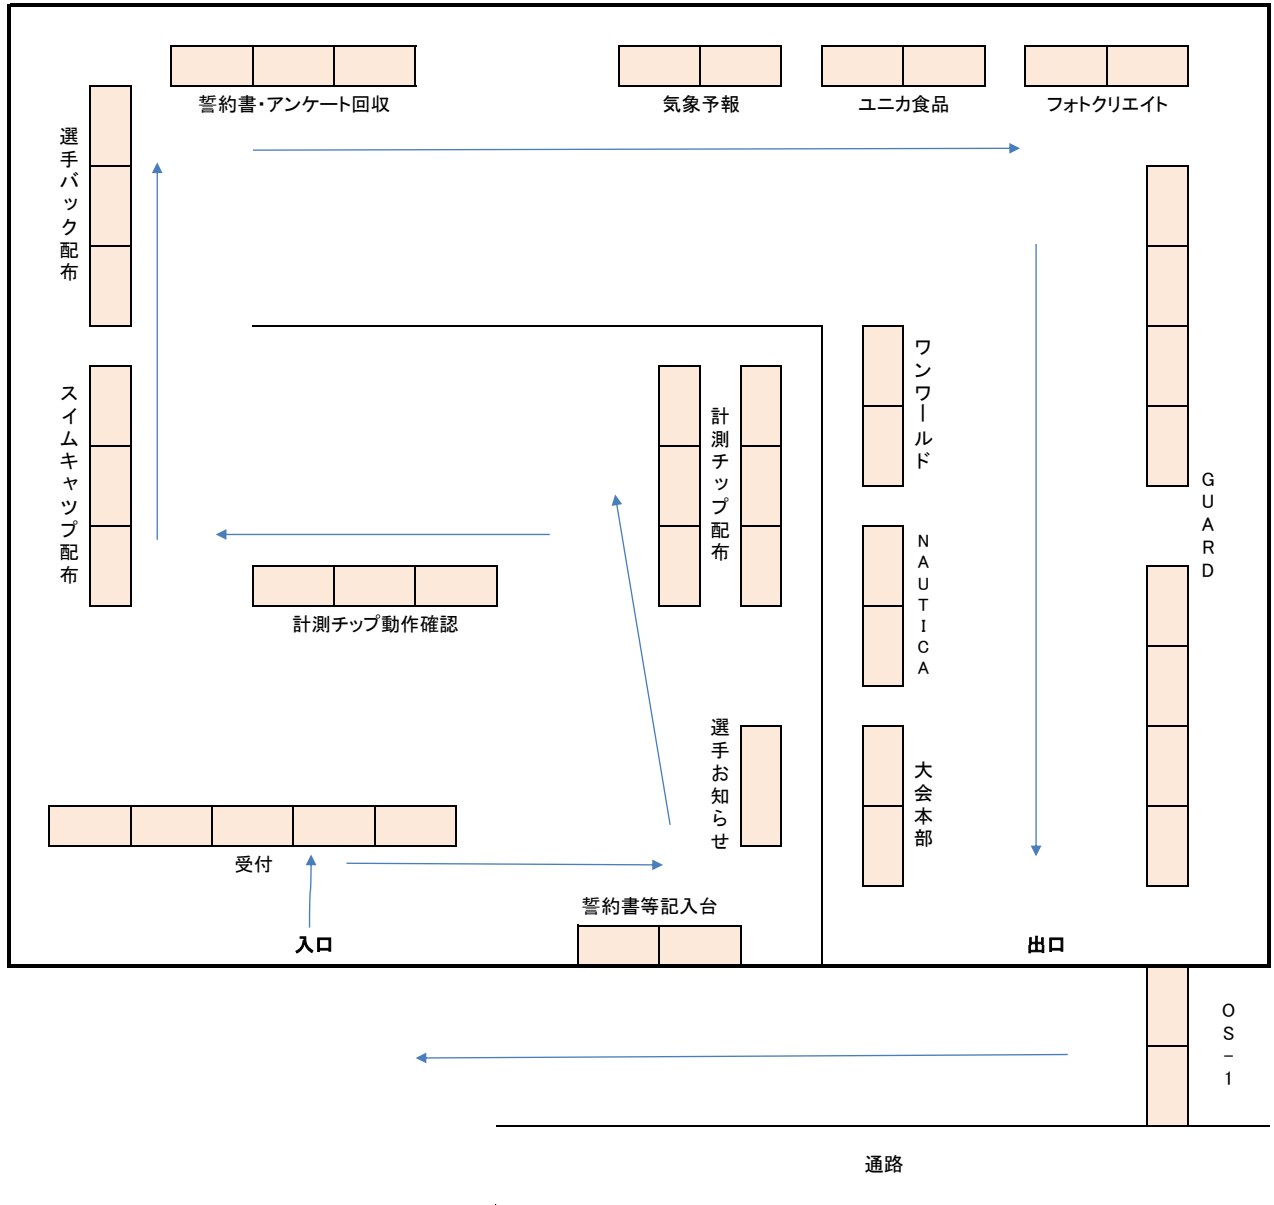 誓約書・アンケート回収
気象予報
ユニカ食品
フォトクリエイト
選手バック配布
スイムキャップ配布
計測チップ配布
ワンワールド
GUARD
NAUTICA
計測チップ動作確認
選手お知らせ
大会本部
受付
誓約書等記入台
入口
出口
OS-1
通路